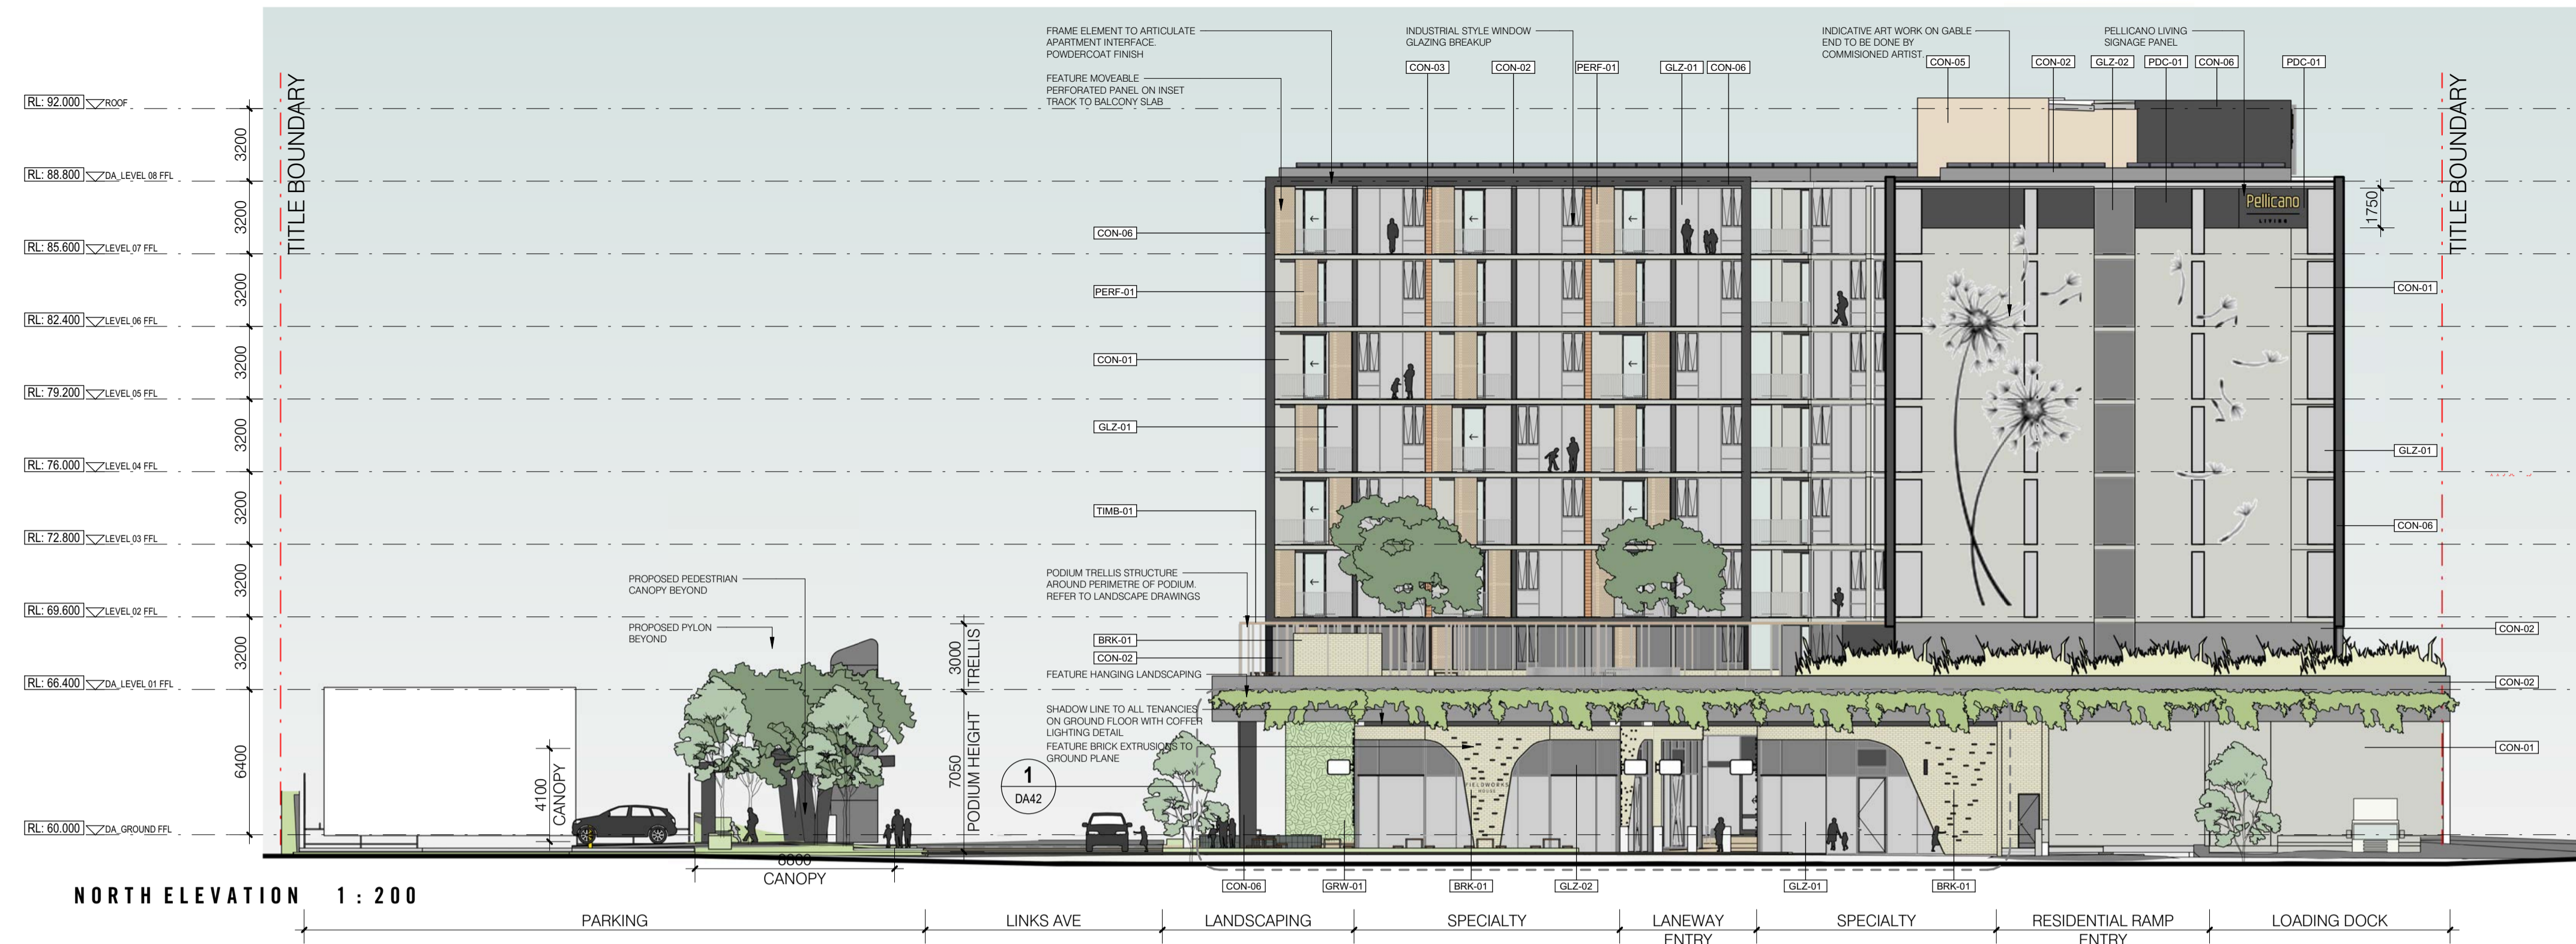 FRAME ELEMENT TO ARTICULATE
APARTMENT INTERFACE.
POWDERCOAT FINISH
FEATURE MOVEABLE
PERFORATED PANEL ON INSET
TRACK TO BALCONY SLAB
INDUSTRIAL STYLE WINDOW
GLAZING BREAKUP
INDICATIVE ART WORK ON GABLE
END TO BE DONE BY
COMMISIONED ARTIST.
PELLICANO LIVING
SIGNAGE PANEL
CON-03
CON-02
PERF-01
GLZ-01
CON-06
CON-05
CON-02
GLZ-02
PDC-01
CON-06
PDC-01
TITLE BOUNDARY
TITLE BOUNDARY
RL: 92.000 ROOF
3200
RL: 88.800 DA_LEVEL 08 FFL
3200
RL: 85.600 LEVEL 07 FFL
3200
RL: 82.400 LEVEL 06 FFL
3200
RL: 79.200 LEVEL 05 FFL
3200
RL: 76.000 LEVEL 04 FFL
3200
RL: 72.800 LEVEL 03 FFL
3200
RL: 69.600 LEVEL 02 FFL
3200
RL: 66.400 DA_LEVEL 01 FFL
6400
RL: 60.000 DA_GROUND FFL
Pellicano
LIVING
1750
CON-06
PERF-01
CON-01
GLZ-01
TIMB-01
CON-01
GLZ-01
CON-06
CON-02
CON-02
CON-01
PODIUM TRELLIS STRUCTURE
AROUND PERIMETRE OF PODIUM.
REFER TO LANDSCAPE DRAWINGS
BRK-01
CON-02
FEATURE HANGING LANDSCAPING
SHADOW LINE TO ALL TENANCIES
ON GROUND FLOOR WITH COFFER
LIGHTING DETAIL
FEATURE BRICK EXTRUSIONS TO
GROUND PLANE
PROPOSED PEDESTRIAN
CANOPY BEYOND
PROPOSED PYLON
BEYOND
3000
TRELLIS
7050
PODIUM HEIGHT
4100
CANOPY
1
DA42
FIELDWORKS
HOUSE
8800
CANOPY
CON-06
GRW-01
BRK-01
GLZ-02
GLZ-01
BRK-01
NORTH ELEVATION 1 : 200
PARKING
LINKS AVE
LANDSCAPING
SPECIALTY
LANEWAY
ENTRY
SPECIALTY
RESIDENTIAL RAMP
ENTRY
LOADING DOCK